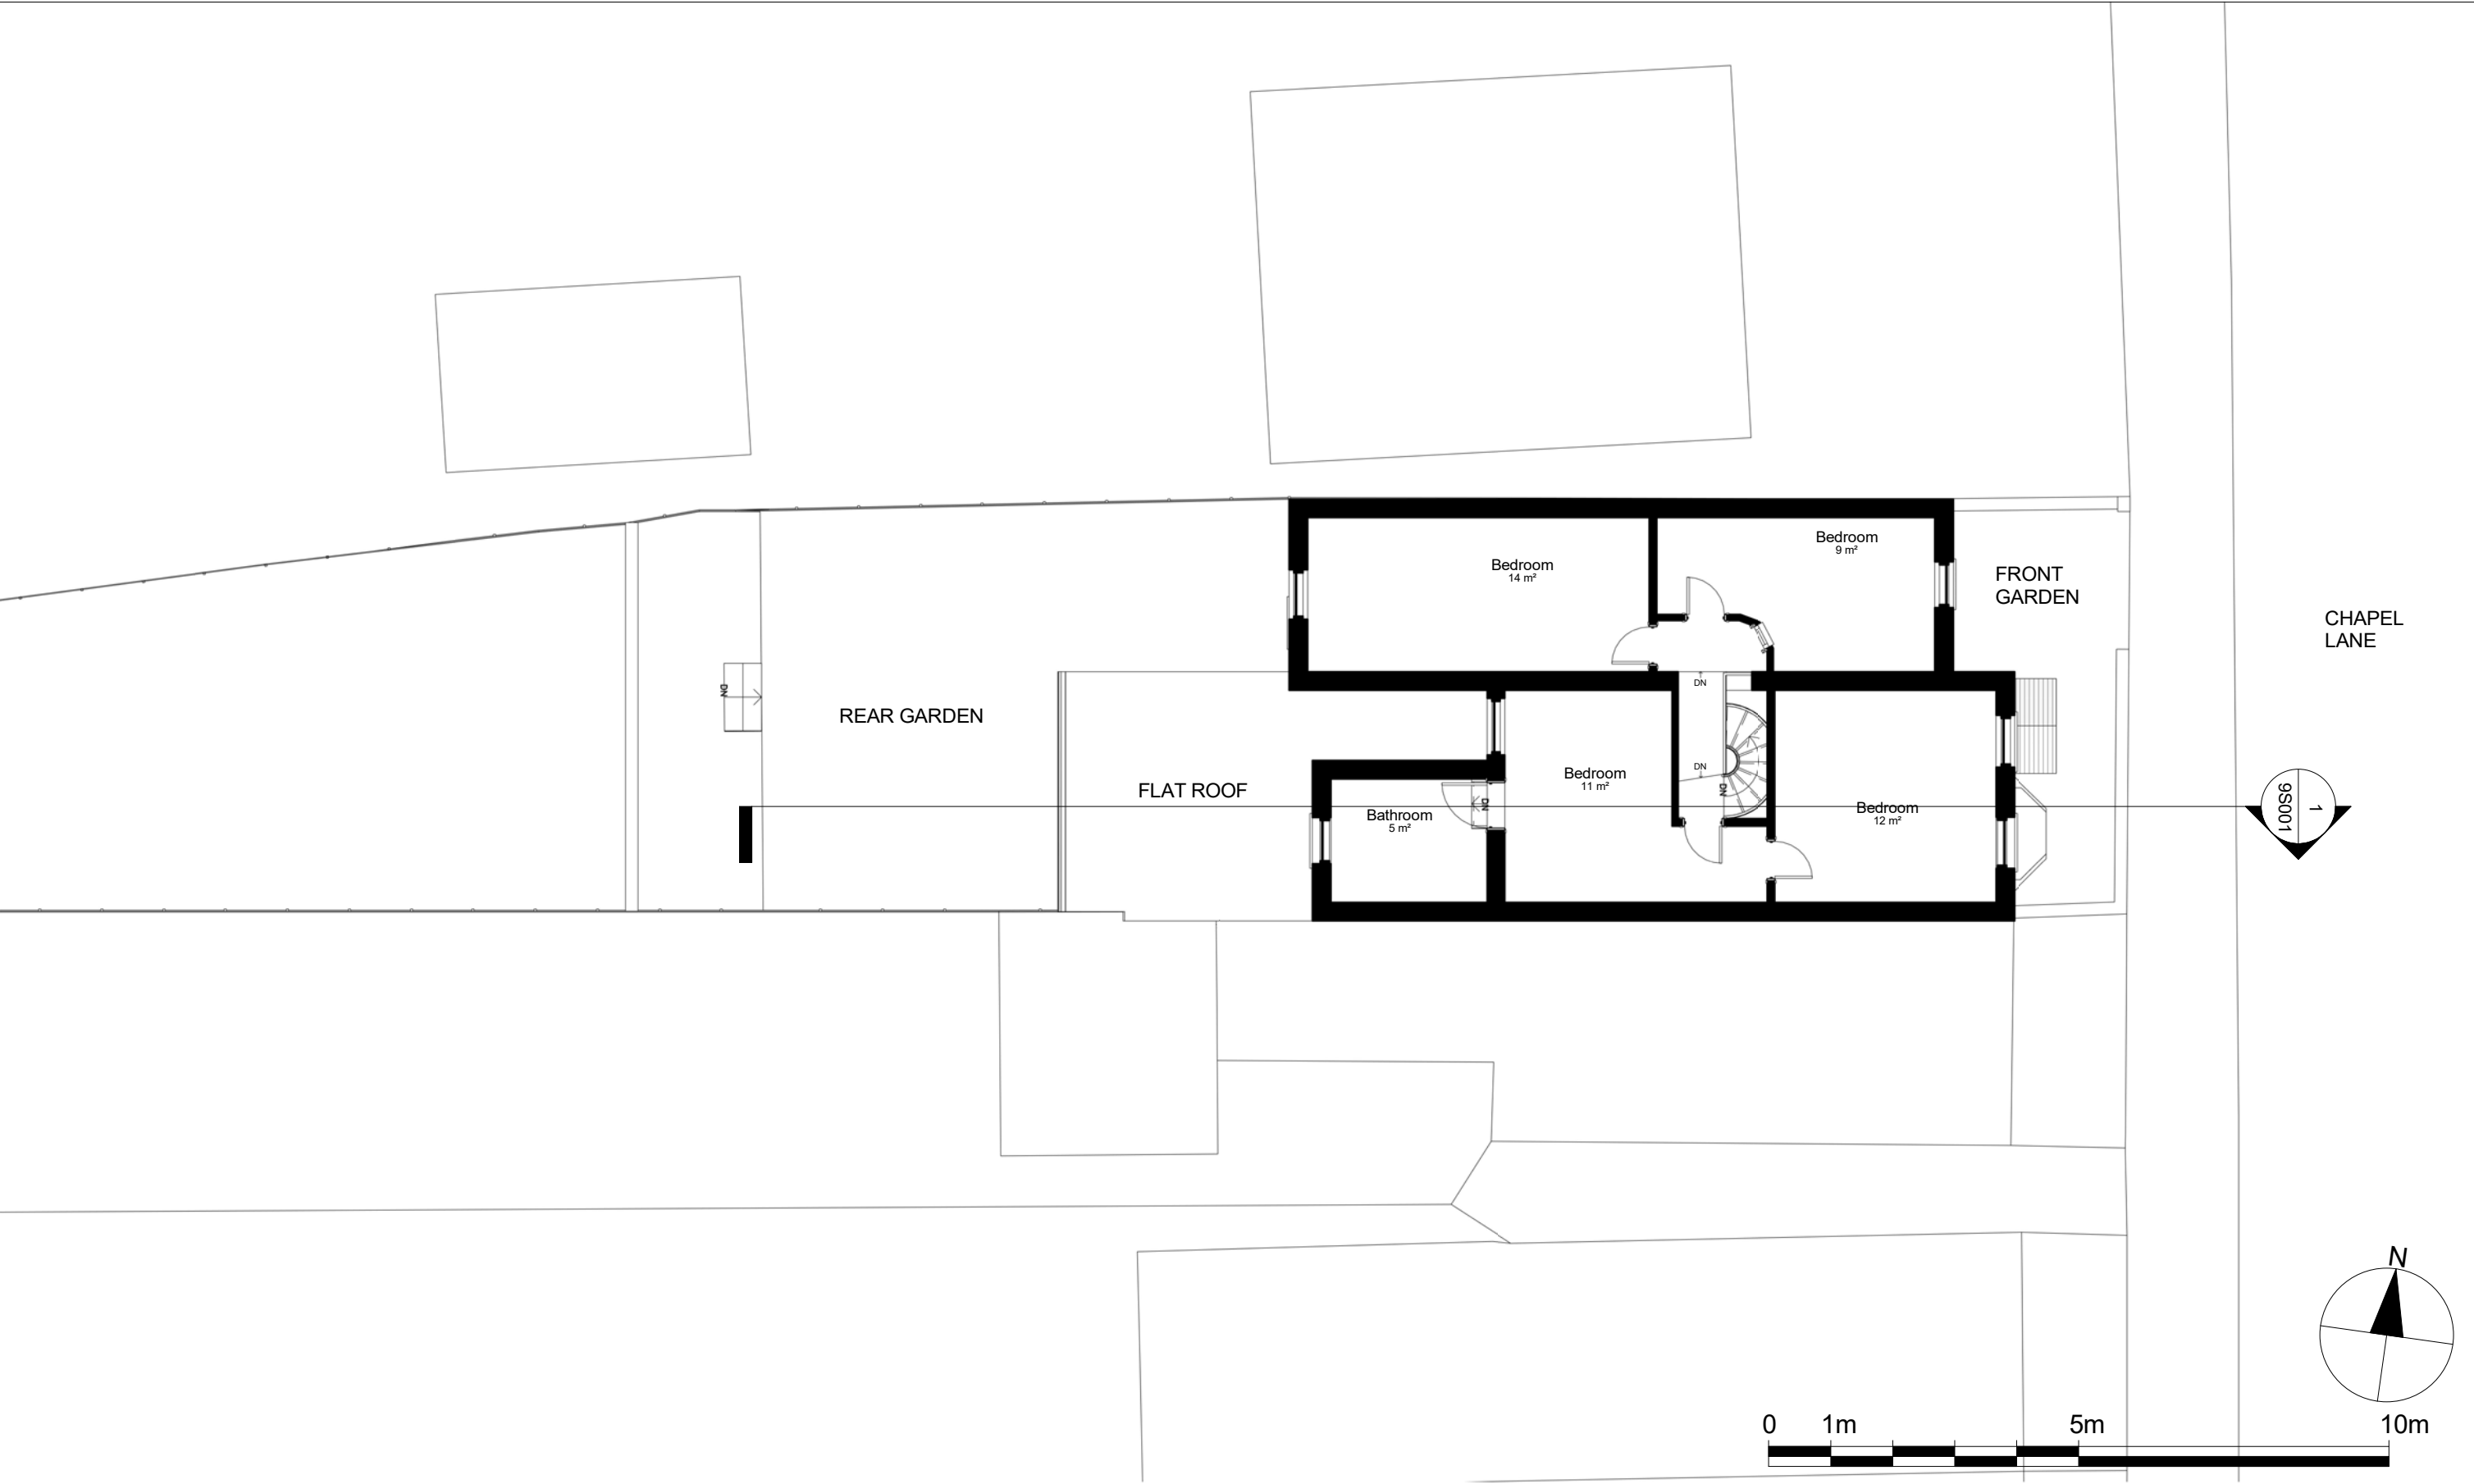 Bedroom
9 m²
Bedroom
14 m²
FRONT
GARDEN
CHAPEL
LANE
DN
DN
REAR GARDEN
DN
Bedroom
11 m²
FLAT ROOF
DN
DN
Bathroom
5 m²
Bedroom
12 m²
1
9S001
N
0 1m 5m 10m